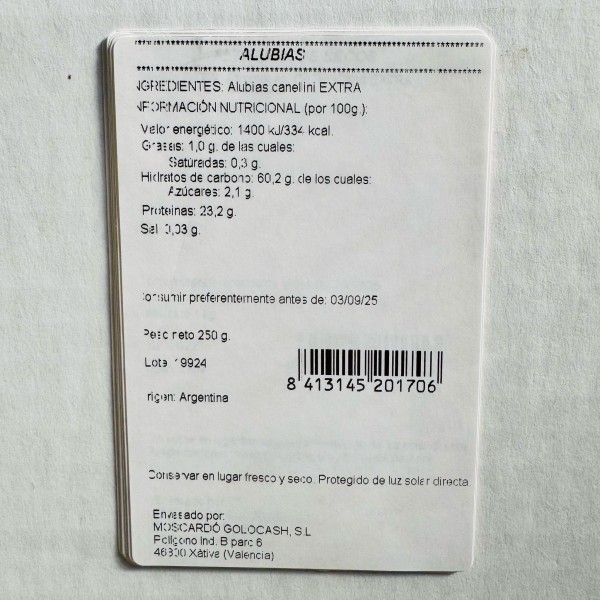 ALUBIAS
NGREDIENTES: Alubias canellini EXTRA
NFORMACIÓN NUTRICIONAL (por 100g.):
Valor energético: 1400 kJ/334 kcal.
Grasas: 1,0 g. de las cuales:
Saturadas: 0,3 g.
Hidratos de carbono: 60,2 g. de los cuales:
Azúcares: 2,1 g.
Proteinas: 23,2 g.
Sal 0,03 g.
onsumir preferentemente antes de: 03/09/25
Peso neto 250 g.
Lote 19924
8 413145 201706
rigen: Argentina
Conservar en lugar fresco y seco. Protegido de luz solar directa
Envasado por:
MOSCARDÓ GOLOCASH, S.L
Polígono Ind. B parc 6
46800 Xàtiva (Valencia)